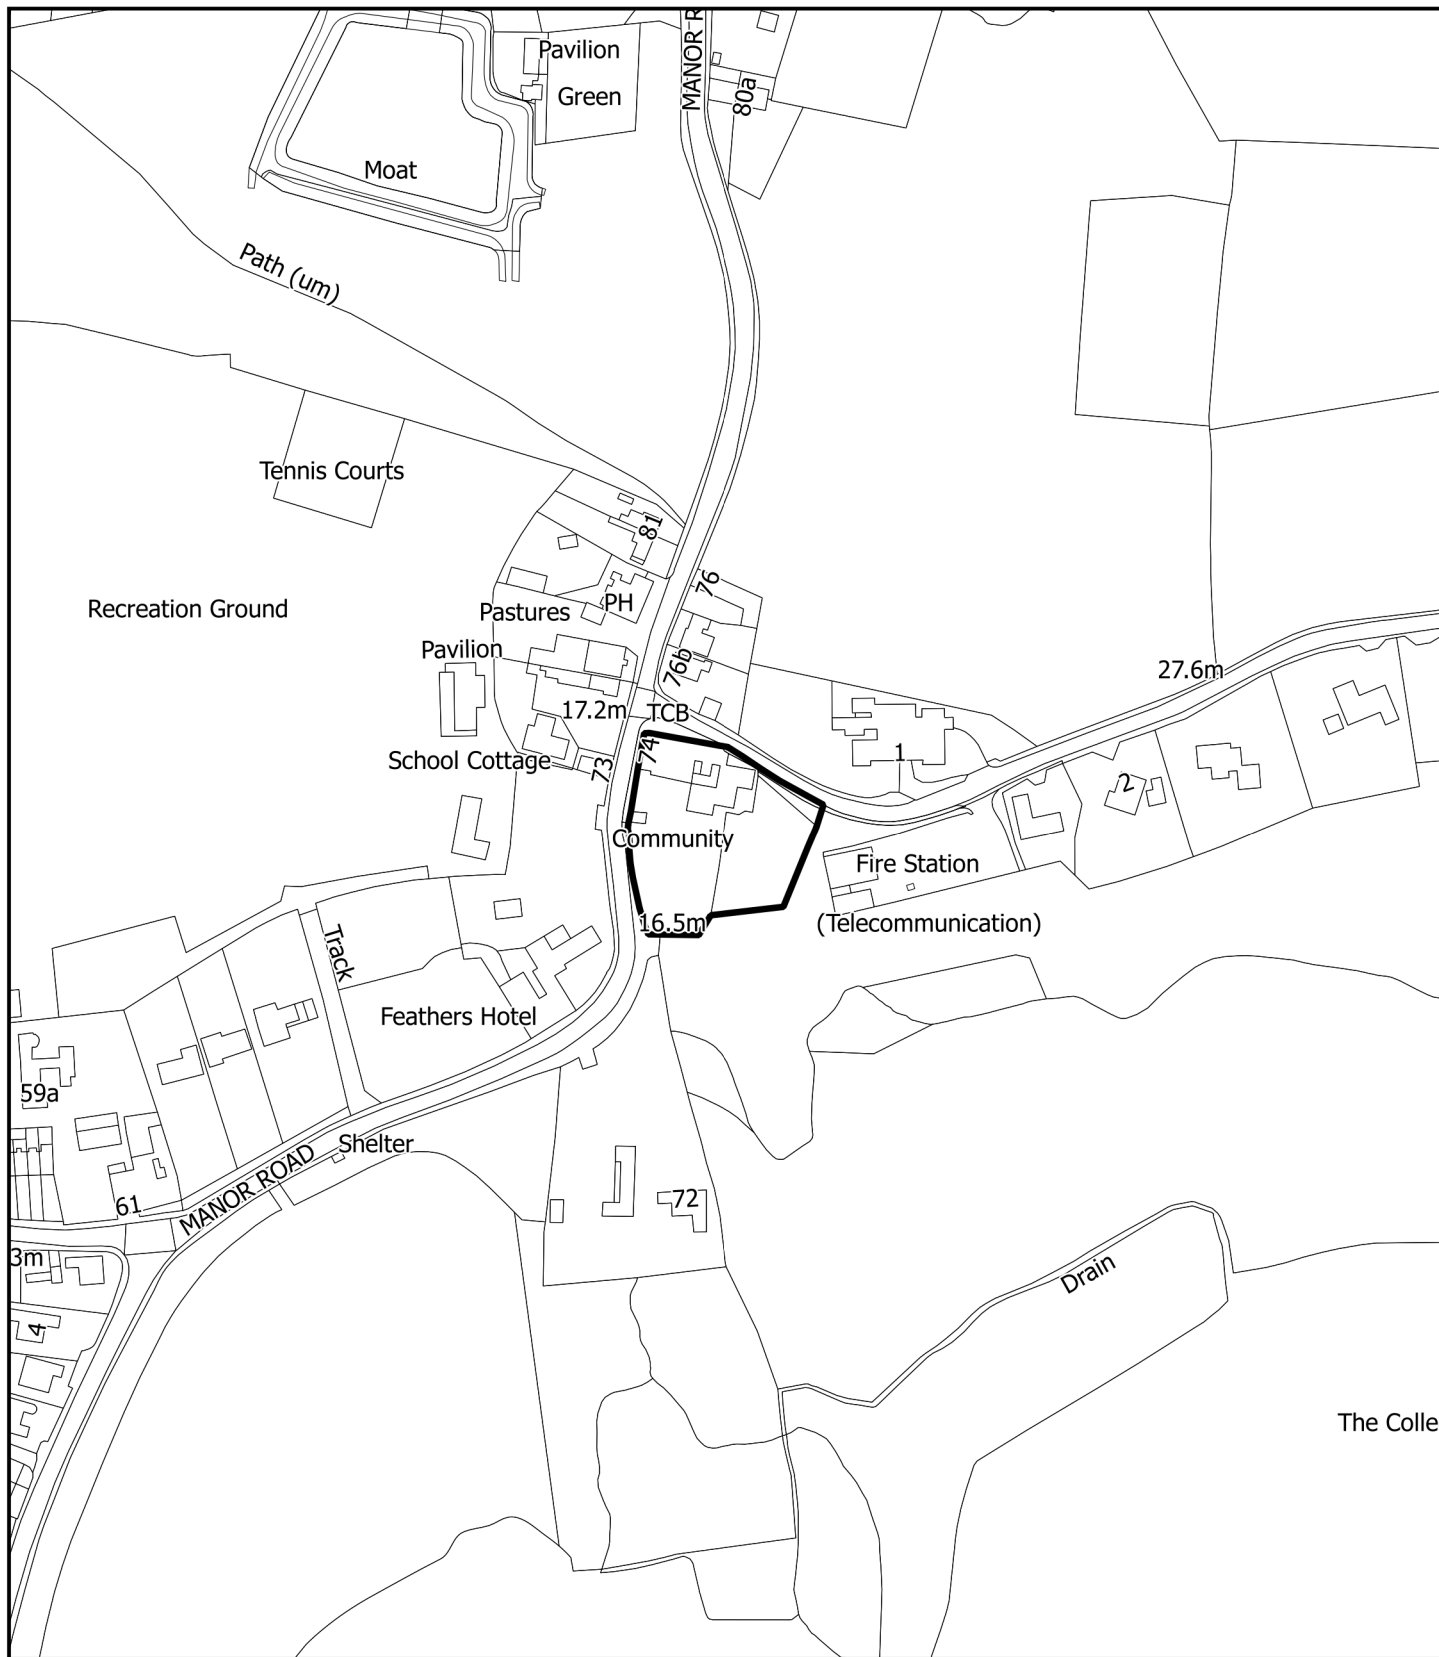 Pavilion
MANOR R
Green
80a
Moat
Path (um)
Tennis Courts
81
76
PH
Recreation Ground
Pastures
Pavilion
76b
27.6m
17.2m
TCB
74
1
School Cottage
73
2
Community
Fire Station
16.5m
(Telecommunication)
Track
Feathers Hotel
59a
Shelter
MANOR ROAD
72
61
3m
Drain
4
The Colle